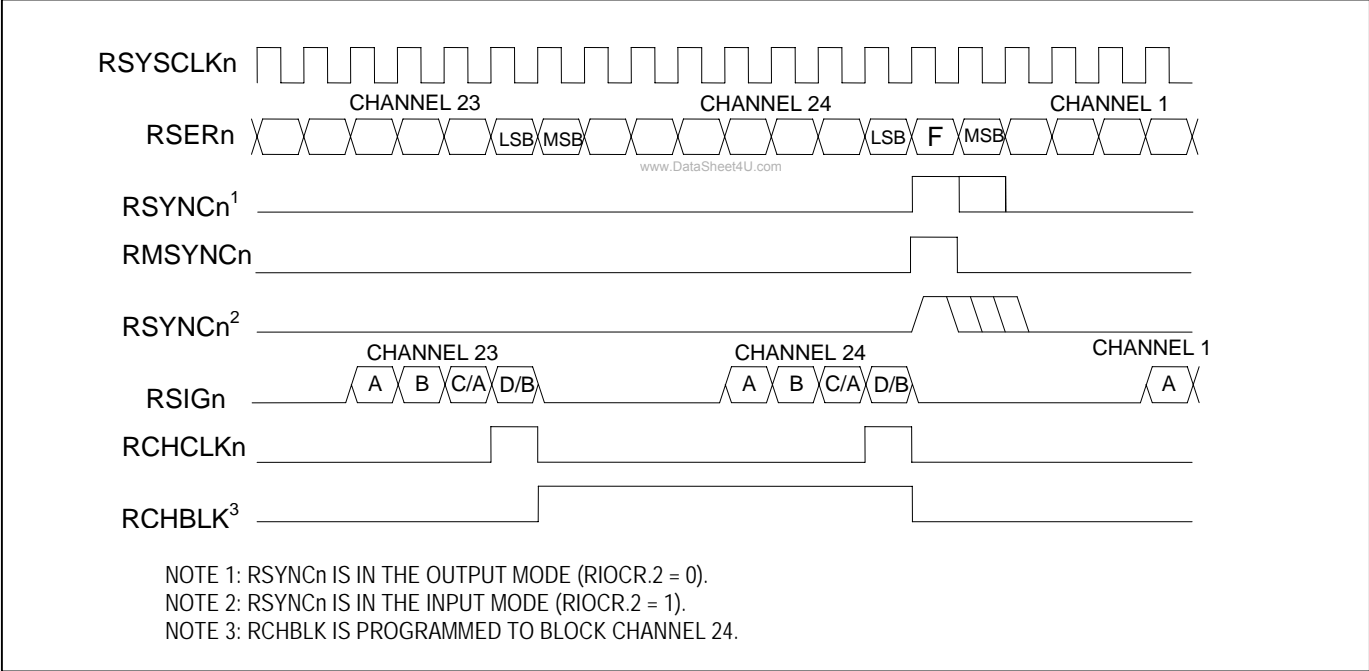 RSYSCLKn
CHANNEL 23 CHANNEL 24 CHANNEL 1
RSERn LSB MSB LSB F MSB
www.DataSheet4U.com
RSYNCn¹
RMSYNCn
RSYNCn²
CHANNEL 23 CHANNEL 24 CHANNEL 1
RSIGn A B C/A D/B A B C/A D/B A
RCHCLKn
RCHBLK³
NOTE 1: RSYNCn IS IN THE OUTPUT MODE (RIOCR.2 = 0).
NOTE 2: RSYNCn IS IN THE INPUT MODE (RIOCR.2 = 1).
NOTE 3: RCHBLK IS PROGRAMMED TO BLOCK CHANNEL 24.